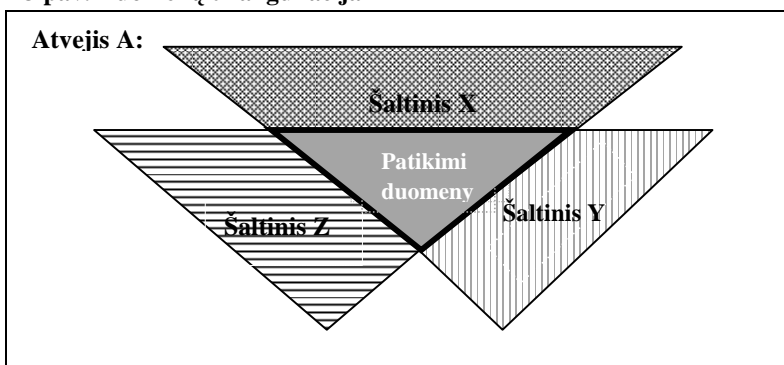 Atvejis A:
Šaltinis X
Patikimi
duomeny
Šaltinis Z
Šaltinis Y